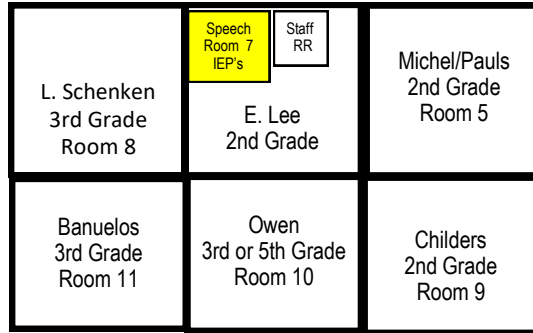 L. Schenken
3rd Grade
Room 8
Speech
Room 7
IEP's
Staff
RR
E. Lee
2nd Grade
Michel/Pauls
2nd Grade
Room 5
Banuelos
3rd Grade
Room 11
Owen
3rd or 5th Grade
Room 10
Childers
2nd Grade
Room 9